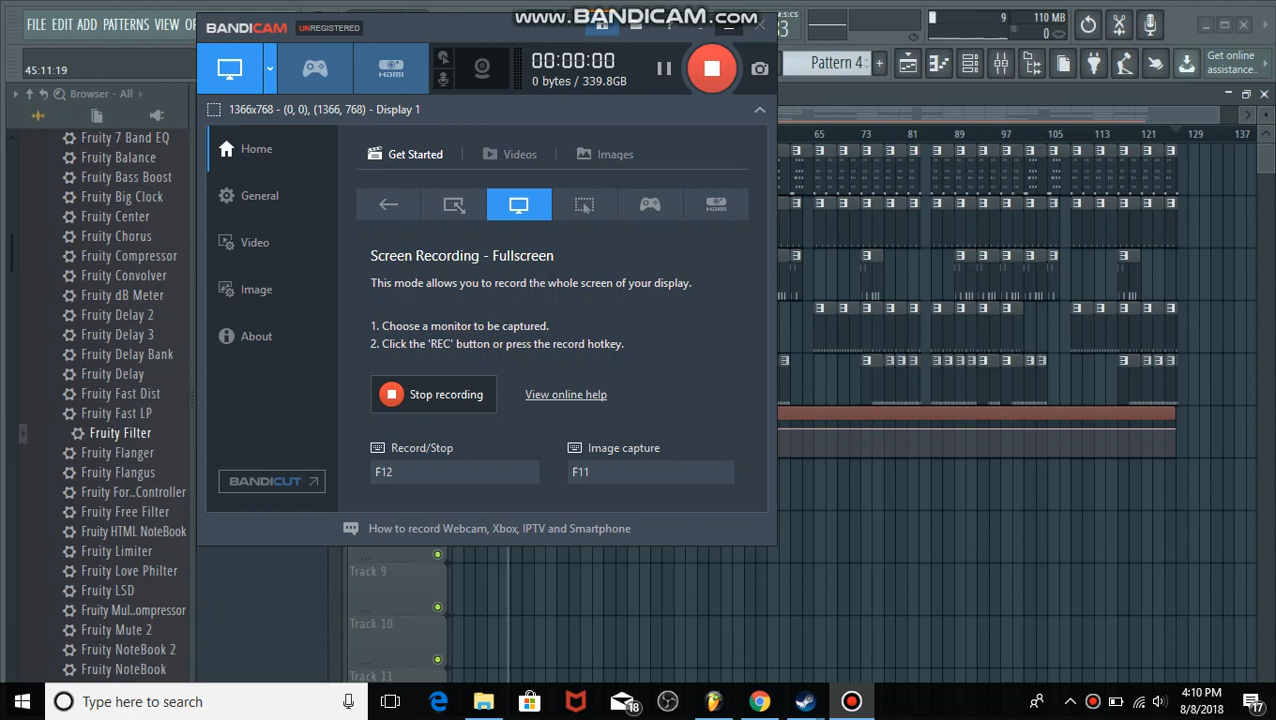 FILE EDIT PATTERNS VIEW OP
www.BANDICAM.com
BANDICAM UNREGISTERED
9 110 MB
0
M:S:CS
45:11:19
00:00:00
0 bytes / 339.8GB
HDMI
Pattern 4
Get online
assistance..
Browser - All
1366x768 - (0, 0), (1366, 768) - Display 1
65 73 81 89 97 105 113 121 129 137
Home
General
Video
Image
About
BANDICUT
Get Started
Videos
Images
HDMI
Screen Recording - Fullscreen
This mode allows you to record the whole screen of your display.
1. Choose a monitor to be captured.
2. Click the 'REC' button or press the record hotkey.
Stop recording
View online help
Record/Stop
Image capture
F12
F11
How to record Webcam, Xbox, IPTV and Smartphone
Fruity 7 Band EQ
Fruity Balance
Fruity Bass Boost
Fruity Big Clock
Fruity Center
Fruity Chorus
Fruity Compressor
Fruity Convolver
Fruity dB Meter
Fruity Delay 2
Fruity Delay 3
Fruity Delay Bank
Fruity Delay
Fruity Fast Dist
Fruity Fast LP
Fruity Filter
Fruity Flanger
Fruity Flangus
Fruity For..Controller
Fruity Free Filter
Fruity HTML NoteBook
Fruity Limiter
Fruity Love Philter
Fruity LSD
Fruity Mul..ompressor
Fruity Mute 2
Fruity NoteBook 2
Fruity NoteBook
Track 9
Track 10
Track 11
Type here to search
18
4:10 PM
8/8/2018
17